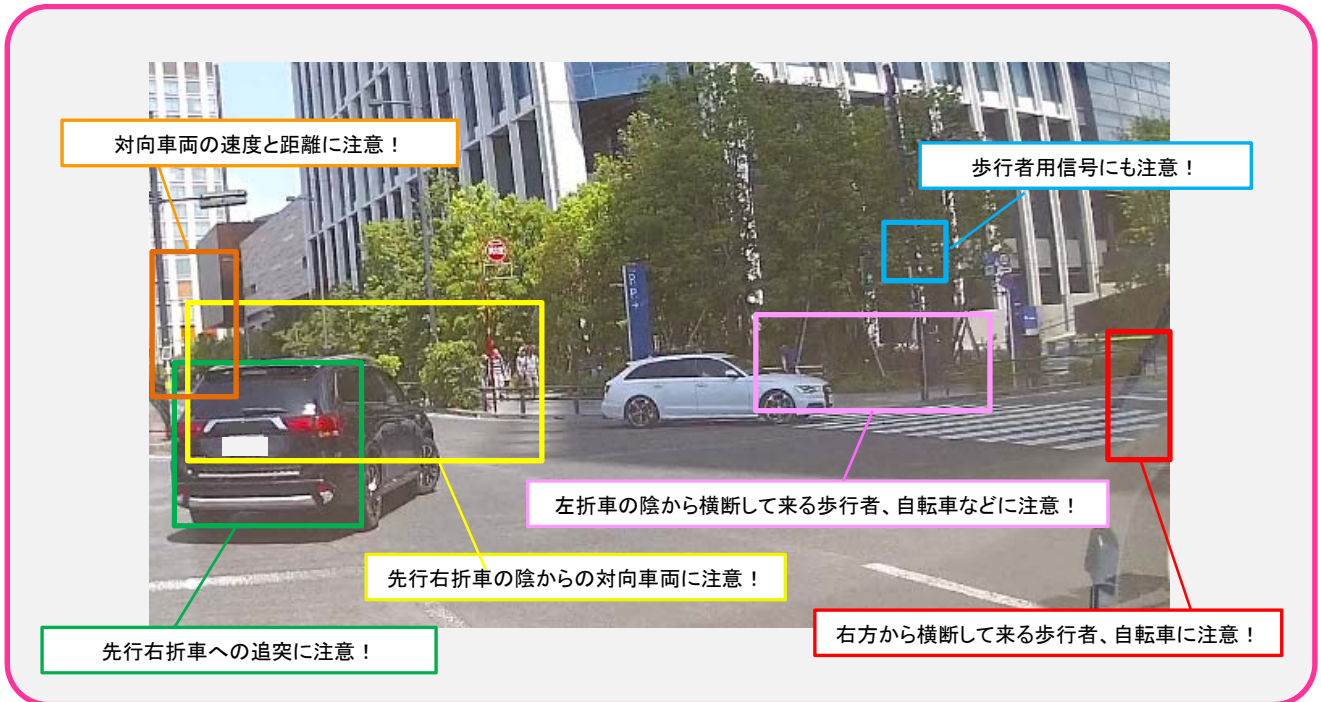 対向車両の速度と距離に注意！
歩行者用信号にも注意！
P
P
左折車の陰から横断して来る歩行者、自転車などに注意！
先行右折車の陰からの対向車両に注意！
右方から横断して来る歩行者、自転車に注意！
先行右折車への追突に注意！